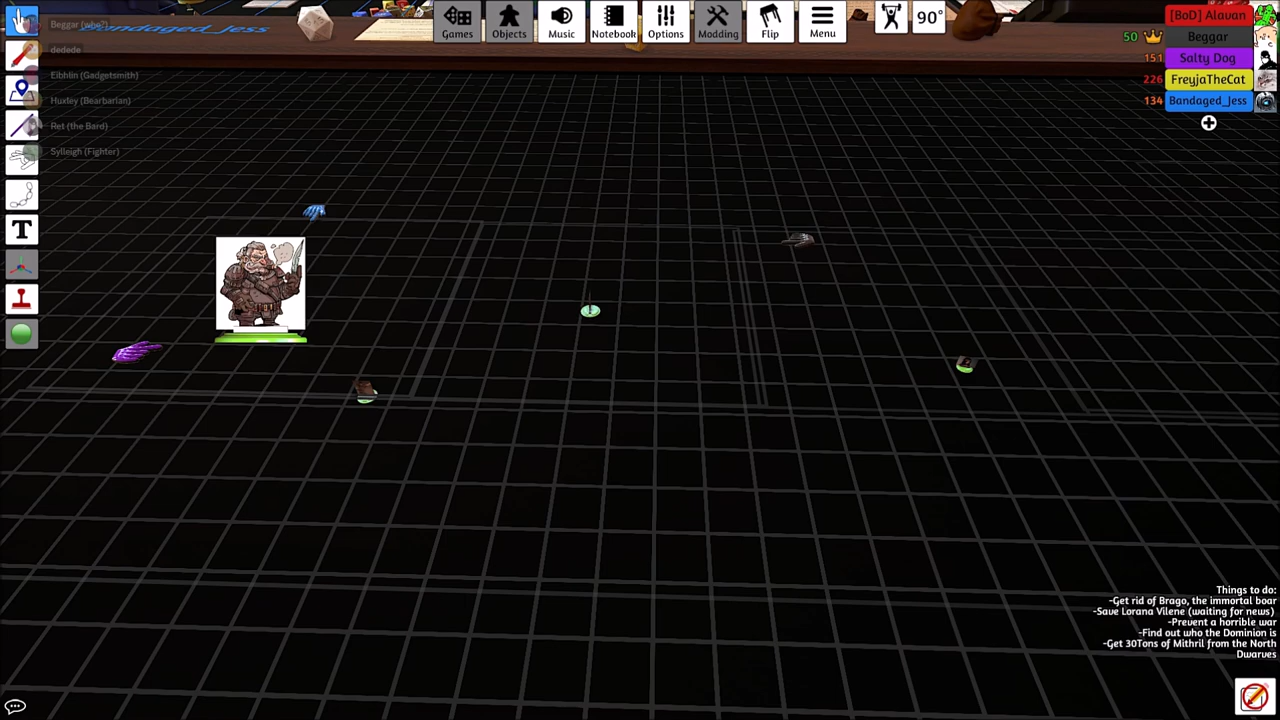 Beggar (who?)
Bandaged_Jess
dedede
Eibhlin (Gadgetsmith)
Huxley (Bearbarian)
Ret (the Bard)
Sylleigh (Fighter)
T
Games
Objects
Music
Notebook
Options
Modding
Flip
Menu
90°
[BoD] Alavan
50 Beggar
151 Salty Dog
226 FreyjaTheCat
134 Bandaged_Jess
Things to do:
-Get rid of Brago, the immortal boar
-Save Lorana Vilene (waiting for news)
-Prevent a horrible war
-Find out who the Dominion is
-Get 30Tons of Mithril from the North
Dwarves